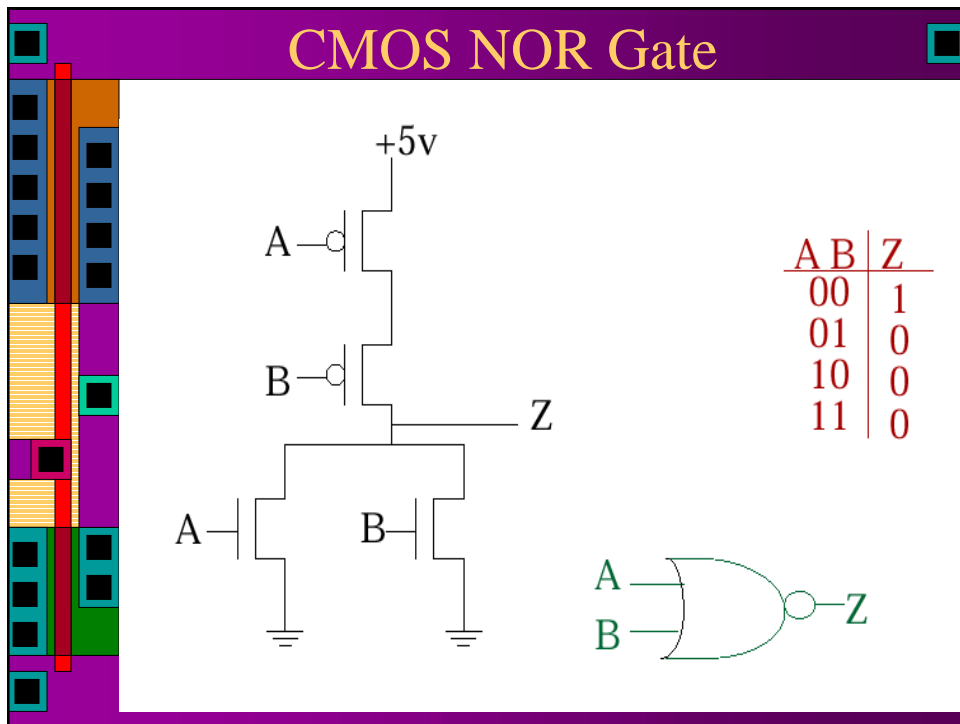 CMOS NOR Gate
+5v
A
B
Z
A B
A B Z
00 1
01 0
10 0
11 0
A
B
Z